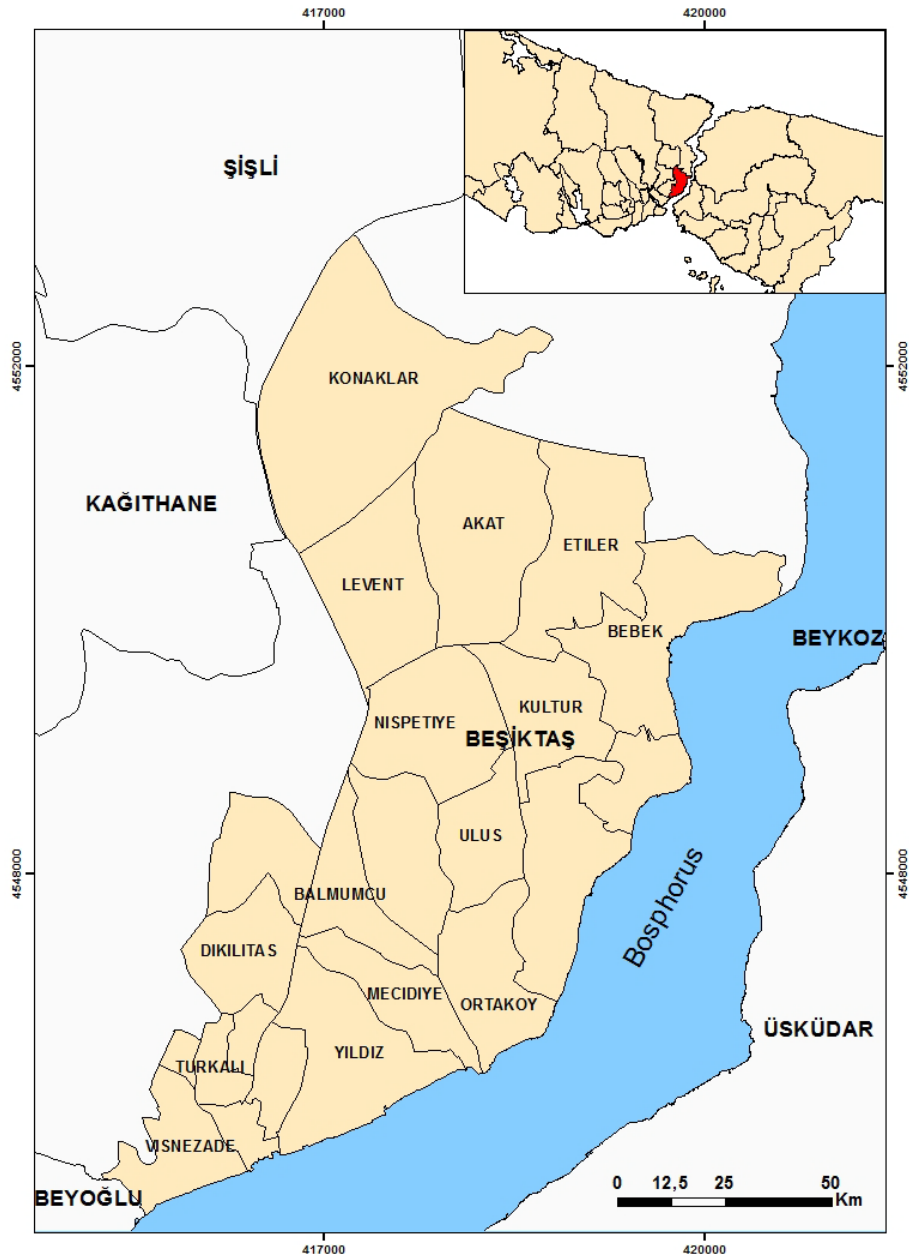 417000
420000
ŞİŞLİ
4552000
4552000
KONAKLAR
KAĞITHANE
AKAT
ETILER
LEVENT
BEBEK
BEYKOZ
KULTUR
NISPETIYE
BEŞİKTAŞ
ULUS
4548000
4548000
BALMUMCU
Bosphorus
DIKILITAS
MECIDIYE
ORTAKOY
ÜSKÜDAR
YILDIZ
TURKALI
VISNEZADE
BEYOĞLU
0 12,5 25 50
Km
417000
420000